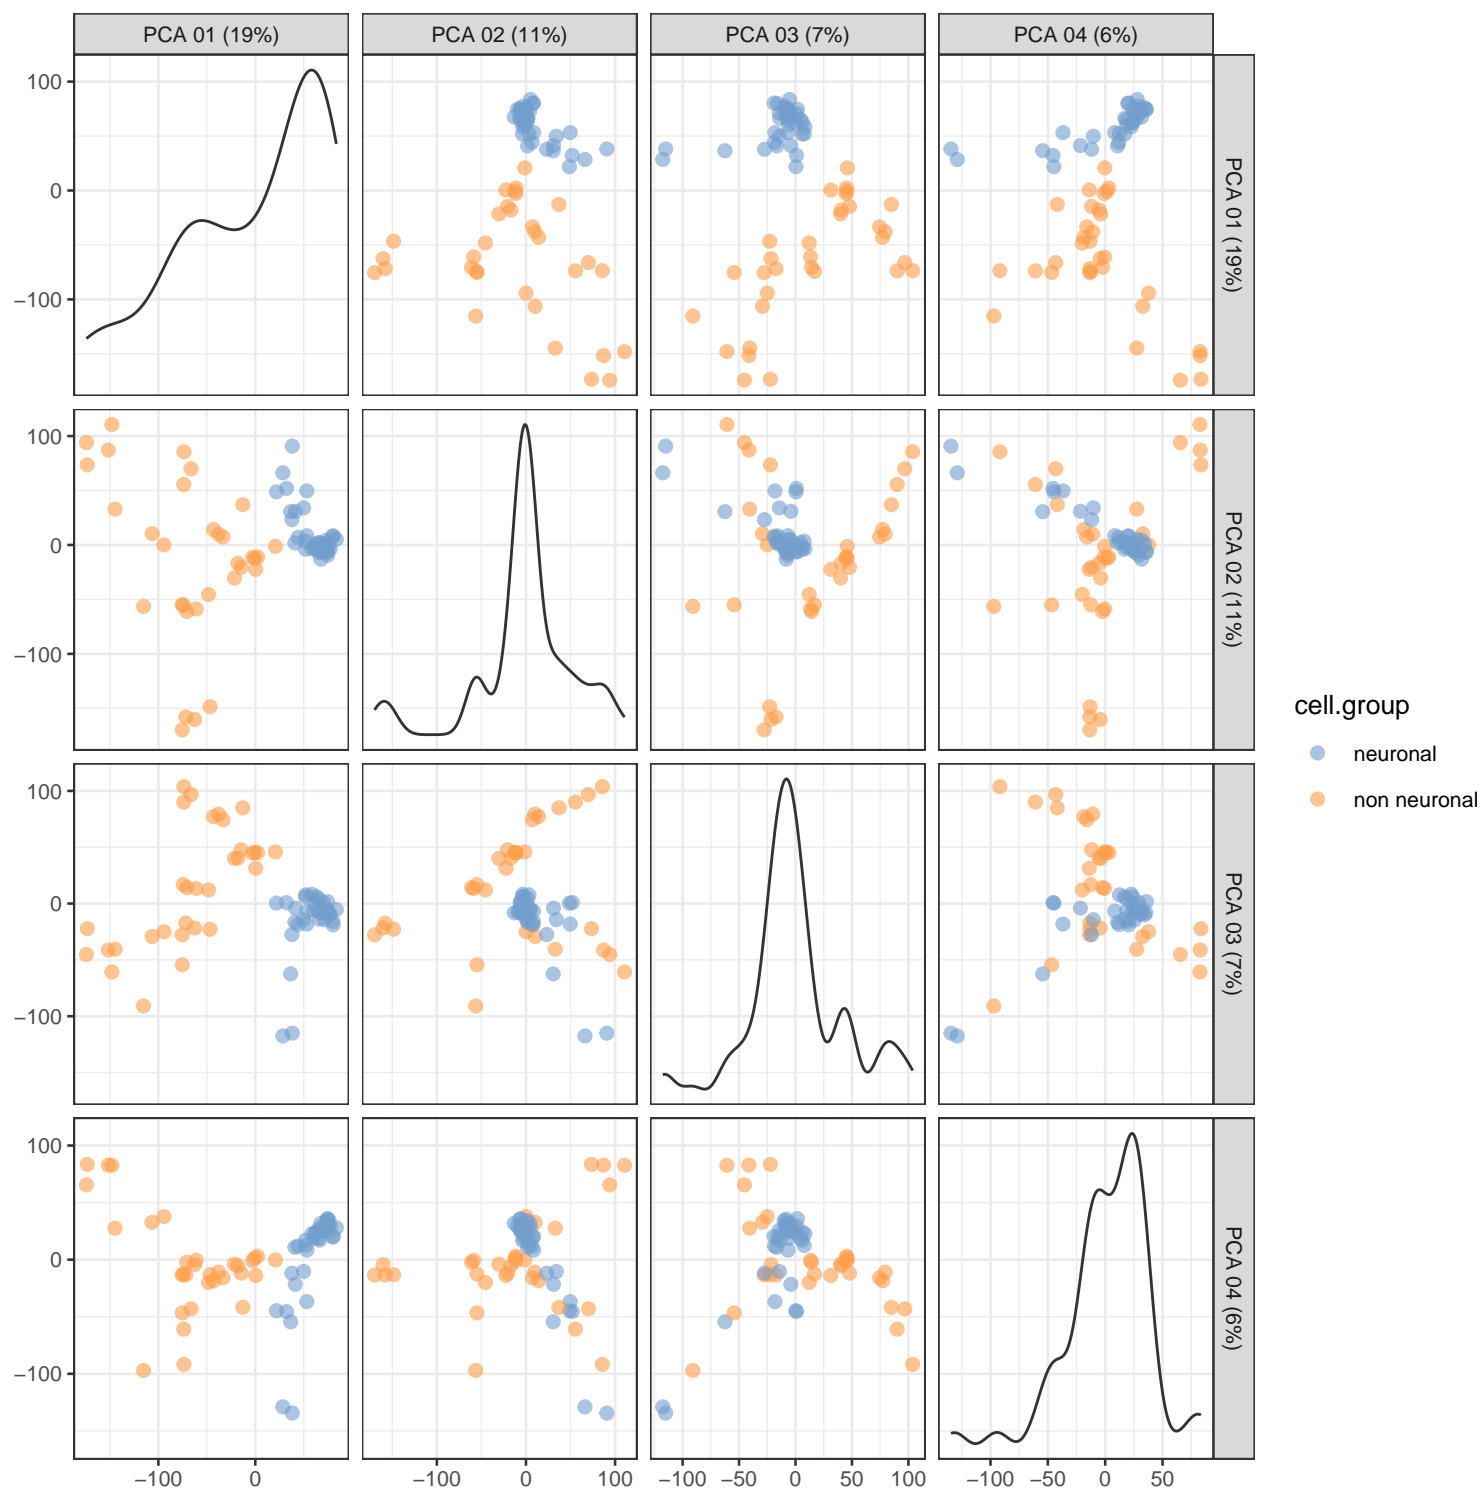 PCA 01 (19%) PCA 02 (11%) PCA 03 (7%) PCA 04 (6%)
100
0
−100
PCA 01 (19%)
100
0
−100
PCA 02 (11%)
cell.group
neuronal
non neuronal
100
0
−100
PCA 03 (7%)
100
0
−100
PCA 04 (6%)
−100 0 −100 0 100 −100 −50 0 50 100 −100 −50 0 50